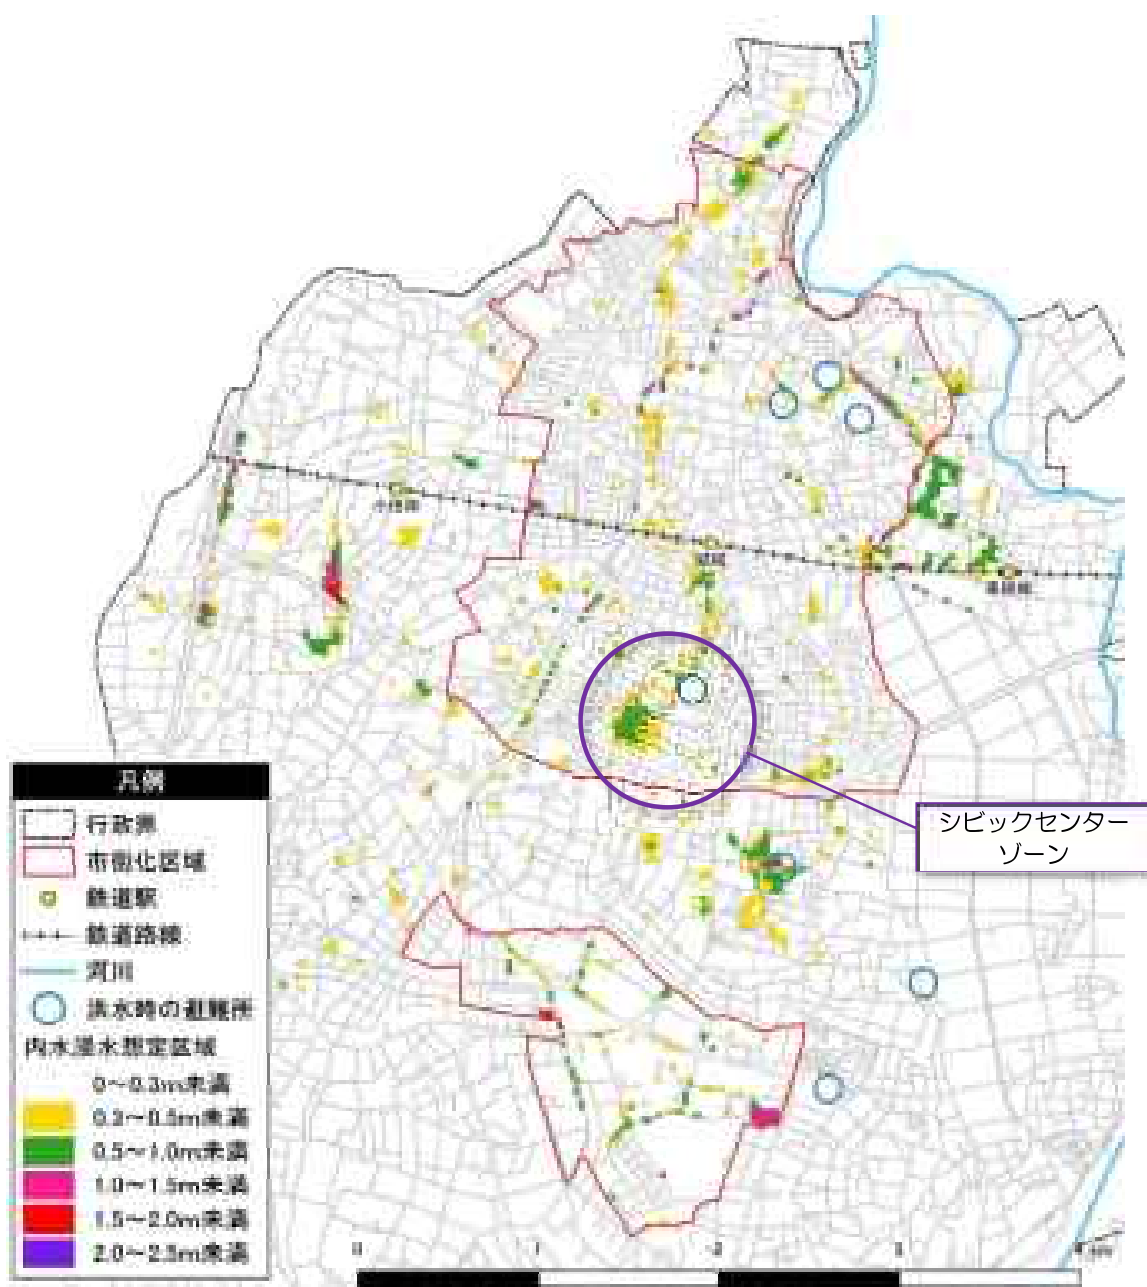 シビックセンター
ゾーン
凡例
行政界
市街化区域
鉄道駅
鉄道路線
河川
洪水時の避難所
内水浸水想定区域
0～0.3m未満
0.3～0.5m未満
0.5～1.0m未満
1.0～1.5m未満
1.5～2.0m未満
2.0～2.5m未満
0 1 2 3 4 km